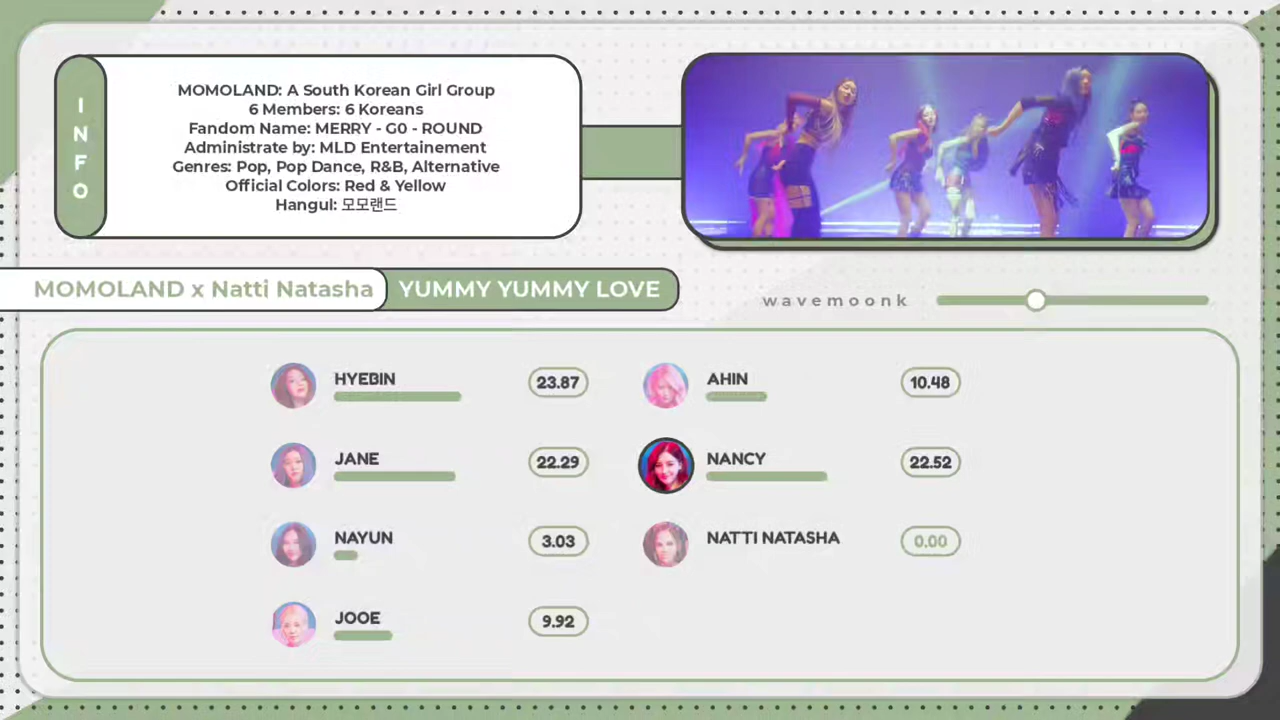 INFO
MOMOLAND: A South Korean Girl Group
6 Members: 6 Koreans
Fandom Name: MERRY - G0 - ROUND
Administrate by: MLD Entertainement
Genres: Pop, Pop Dance, R&B, Alternative
Official Colors: Red & Yellow
Hangul: 모모랜드
MOMOLAND x Natti Natasha
YUMMY YUMMY LOVE
wavemoonk
HYEBIN
23.87
JANE
22.29
NAYUN
3.03
JOOE
9.92
AHIN
10.48
NANCY
22.52
NATTI NATASHA
0.00